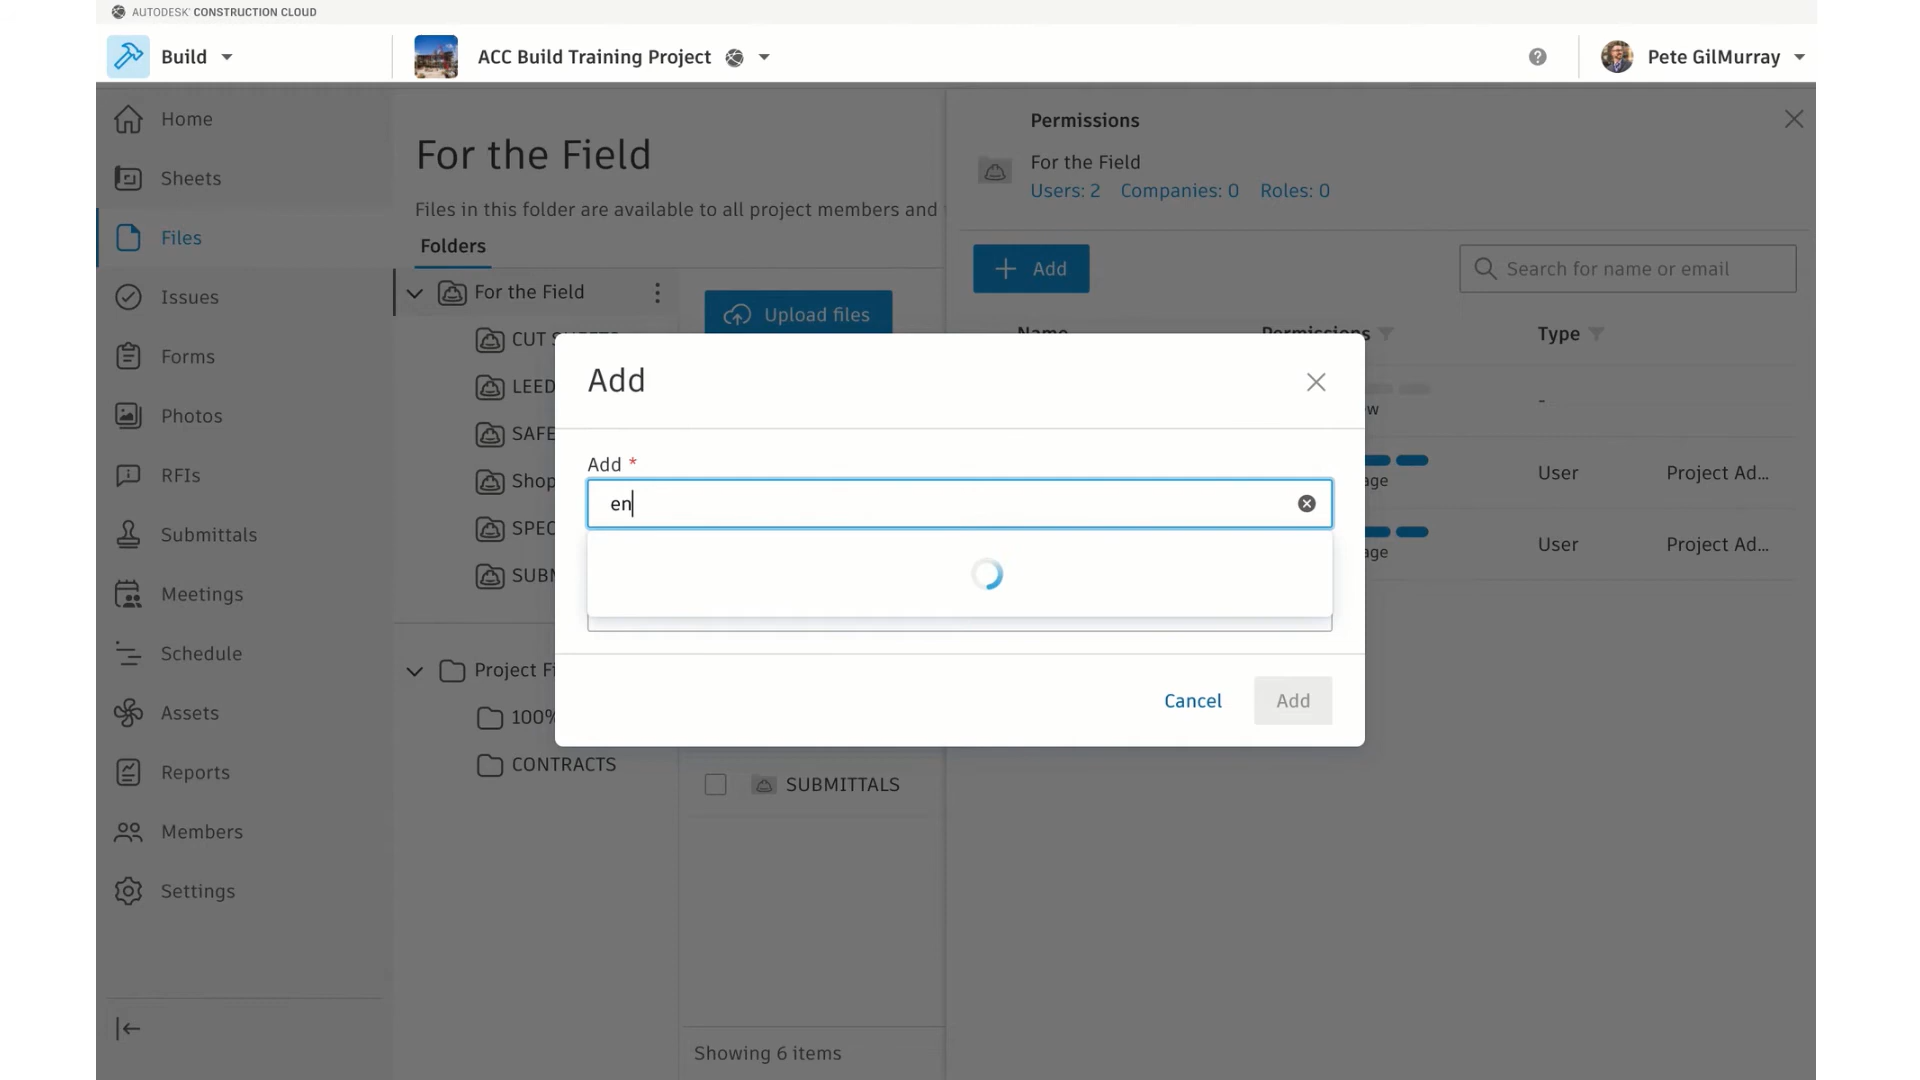 AUTODESK® CONSTRUCTION CLOUD
Build
ACC Build Training Project
Pete GilMurray
Home
Sheets
Files
Issues
Forms
Photos
RFIs
Submittals
Meetings
Schedule
Assets
Reports
Members
Settings
For the Field
Files in this folder are available to all project members and
Folders
For the Field
CUT
LEED
SAFE
Shop
SPEC
SUBM
Project Fi
100%
CONTRACTS
Upload files
SUBMITTALS
Showing 6 items
Permissions
For the Field
Users: 2 Companies: 0 Roles: 0
Add
Search for name or email
Name Permissions Type
w
-
age
User
Project Ad...
age
User
Project Ad...
Add
Add *
en
Cancel
Add